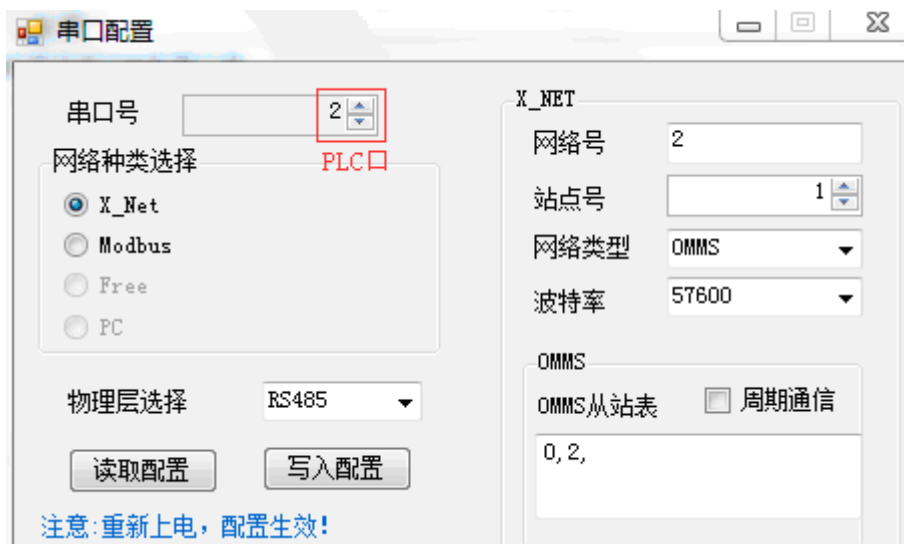 串口配置
串口号 2
PLC口
网络种类选择
X_Net
Modbus
Free
PC
物理层选择 RS485
读取配置 写入配置
注意:重新上电，配置生效!
X_NET
网络号 2
站点号 1
网络类型 OMMS
波特率 57600
OMMS
OMMS从站表 周期通信
0,2,